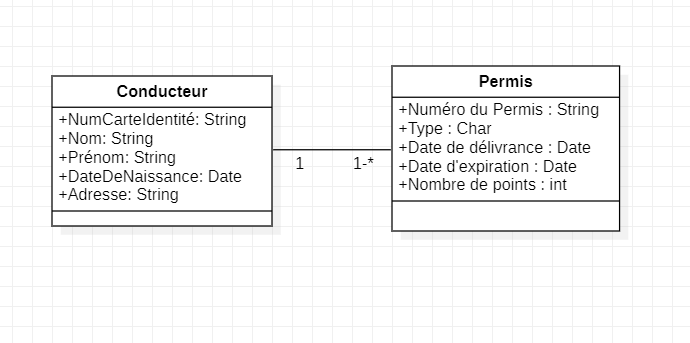 Conducteur
+NumCarteIdentité: String
+Nom: String
+Prénom: String
+DateDeNaissance: Date
+Adresse: String
1
1-*
Permis
+Numéro du Permis : String
+Type : Char
+Date de délivrance : Date
+Date d'expiration : Date
+Nombre de points : int